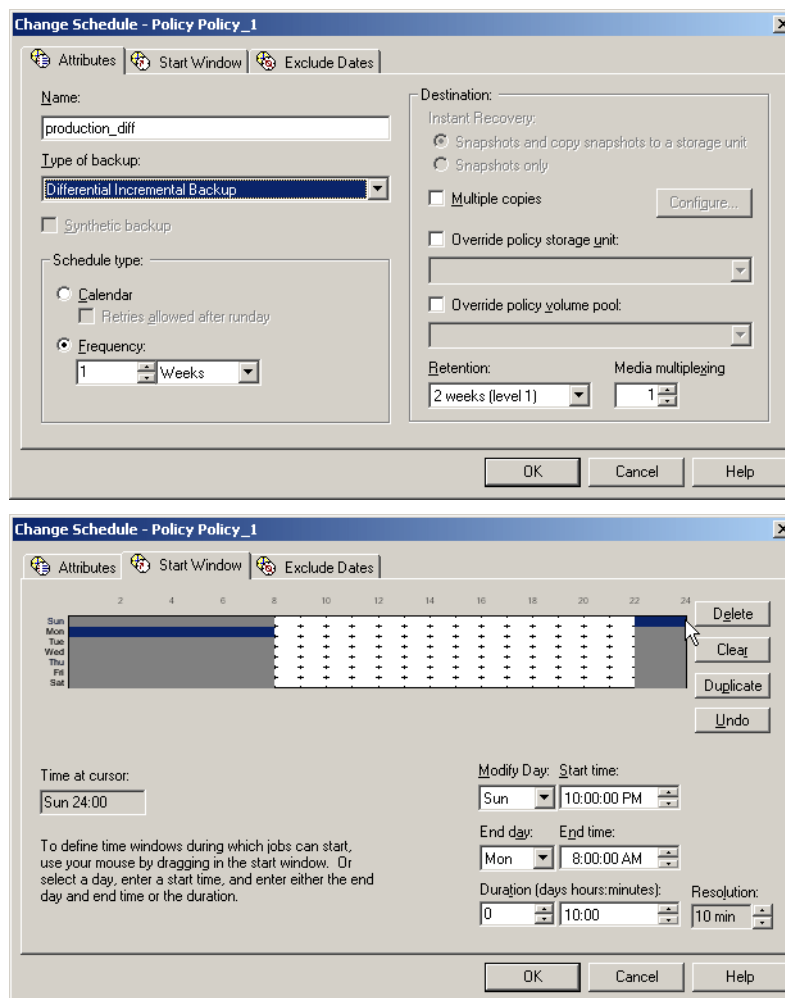 Change Schedule - Policy Policy_1
Attributes Start Window Exclude Dates
Name:
production_diff
Type of backup:
Differential Incremental Backup
Synthetic backup
Schedule type:
Calendar
Retries allowed after runday
Frequency:
1 Weeks
Destination:
Instant Recovery:
Snapshots and copy snapshots to a storage unit
Snapshots only
Multiple copies Configure...
Override policy storage unit:
Override policy volume pool:
Retention: Media multiplexing
2 weeks (level 1) 1
OK Cancel Help
Change Schedule - Policy Policy_1
Attributes Start Window Exclude Dates
2 4 6 8 10 12 14 16 18 20 22 24
Sun
Mon
Tue
Wed
Thu
Fri
Sat
Delete
Clear
Duplicate
Undo
Time at cursor:
Sun 24:00
To define time windows during which jobs can start,
use your mouse by dragging in the start window. Or
select a day, enter a start time, and enter either the end
day and end time or the duration.
Modify Day: Start time:
Sun 10:00:00 PM
End day: End time:
Mon 8:00:00 AM
Duration (days hours:minutes): Resolution:
0 10:00 10 min
OK Cancel Help